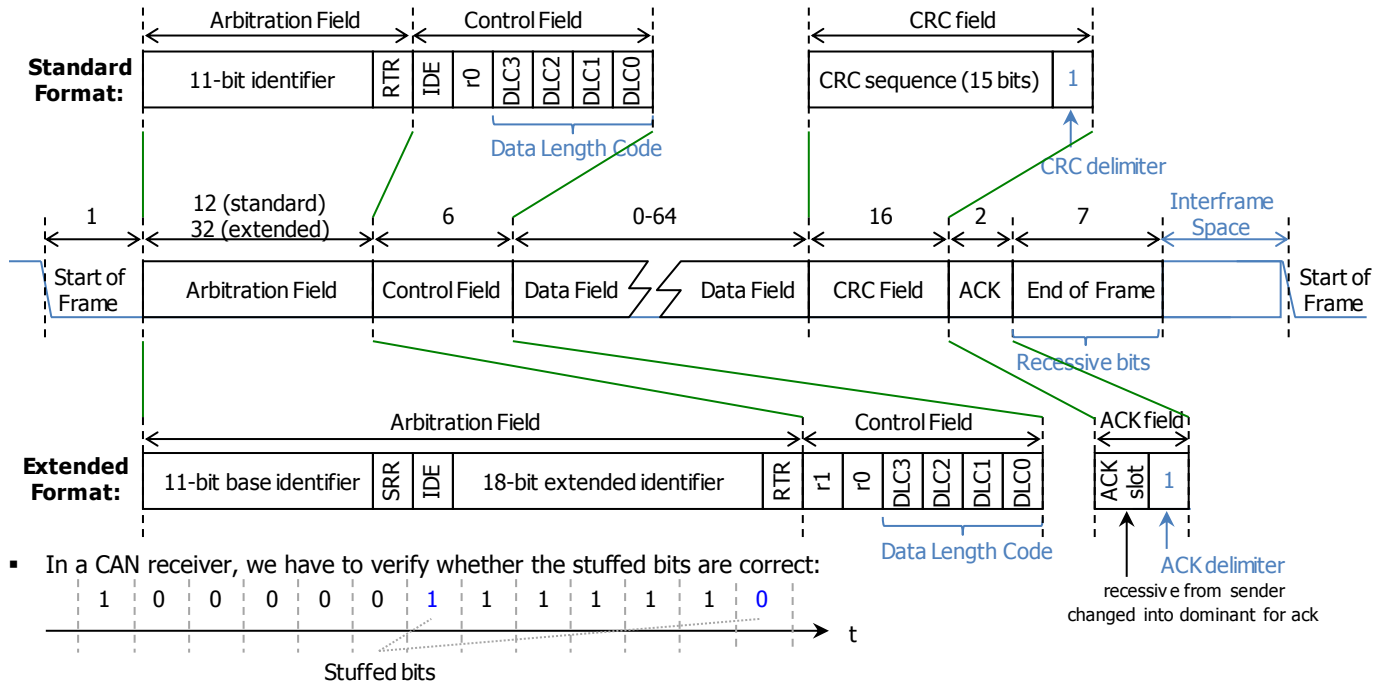 Arbitration Field Control Field CRC field
Standard Format:
11-bit identifier RTR IDE r0 DLC3 DLC2 DLC1 DLC0 CRC sequence (15 bits) 1
Data Length Code
CRC delimiter
1 12 (standard) 32 (extended) 6 0-64 16 2 7 Interframe Space
Start of Frame Arbitration Field Control Field Data Field Data Field CRC Field ACK End of Frame Start of Frame
Recessive bits
Arbitration Field Control Field ACK field
Extended Format:
11-bit base identifier SRR IDE 18-bit extended identifier RTR r1 r0 DLC3 DLC2 DLC1 DLC0 ACK slot 1
Data Length Code
ACK delimiter
recessive from sender
changed into dominant for ack
▪ In a CAN receiver, we have to verify whether the stuffed bits are correct:
1 0 0 0 0 0 1 1 1 1 1 1 0
t
Stuffed bits